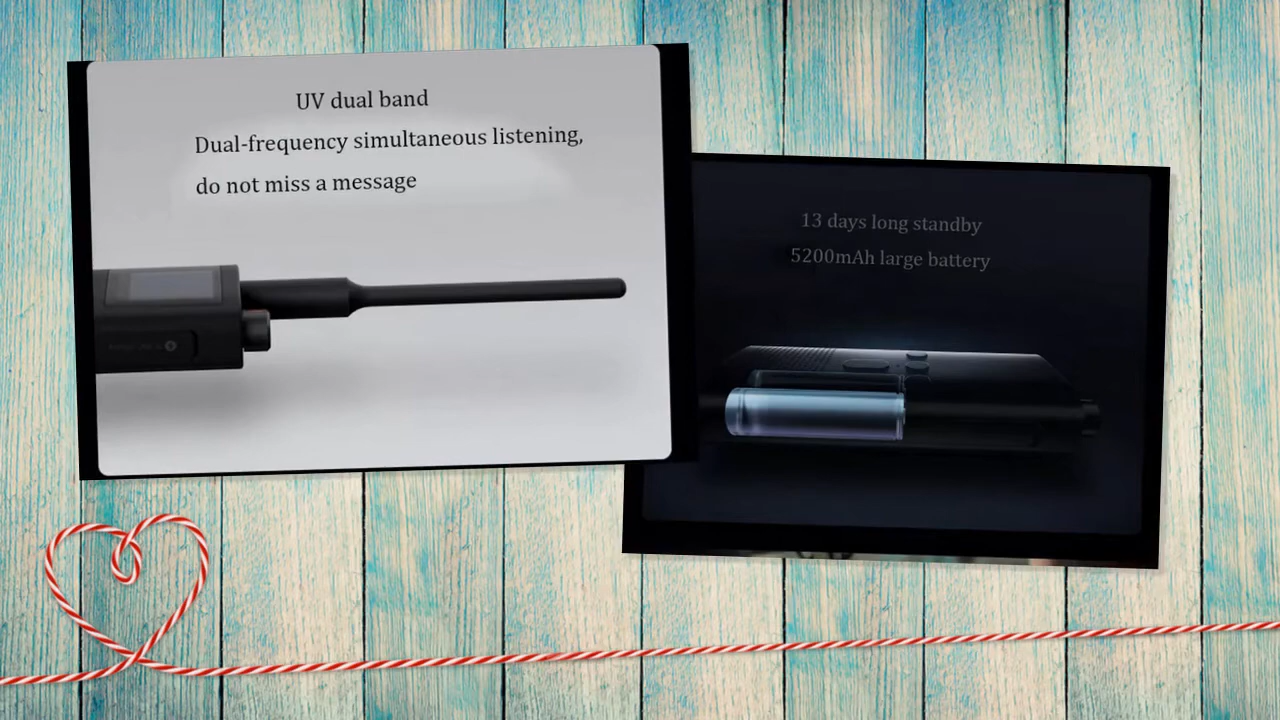 UV dual band
Dual-frequency simultaneous listening,
do not miss a message
13 days long standby
5200mAh large battery